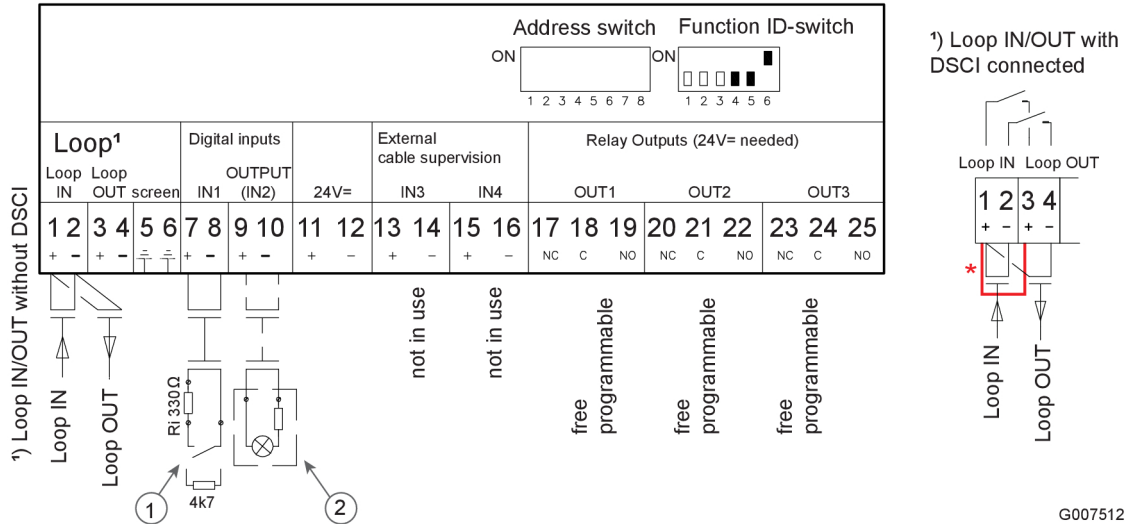 Address switch Function ID-switch
ON ON
1 2 3 4 5 6 7 8 1 2 3 4 5 6
Loop¹ Digital inputs External cable supervision Relay Outputs (24V= needed)
Loop IN Loop OUT screen IN1 OUTPUT (IN2) 24V= IN3 IN4 OUT1 OUT2 OUT3
1 2 3 4 5 6 7 8 9 10 11 12 13 14 15 16 17 18 19 20 21 22 23 24 25
+ - + - + - + - + - + - + - NC C NO NC C NO NC C NO
¹) Loop IN/OUT without DSCI
Loop IN
Loop OUT
Ri 330Ω
4k7
1
2
not in use
not in use
free programmable
free programmable
free programmable
¹) Loop IN/OUT with
DSCI connected
Loop IN Loop OUT
1 2 3 4
+ - + -
*
Loop IN
Loop OUT
G007512